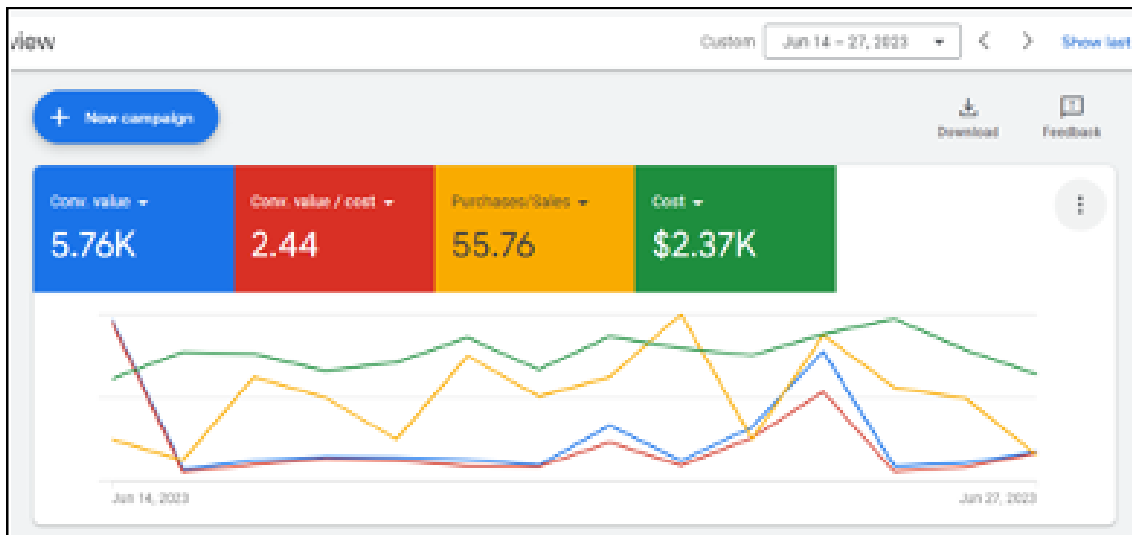 view
Custom Jun 14 – 27, 2023 Show last
New campaign
Download Feedback
Conv. value Conv. value / cost Purchases/Sales Cost
5.76K 2.44 55.76 $2.37K
Jun 14, 2023 Jun 27, 2023